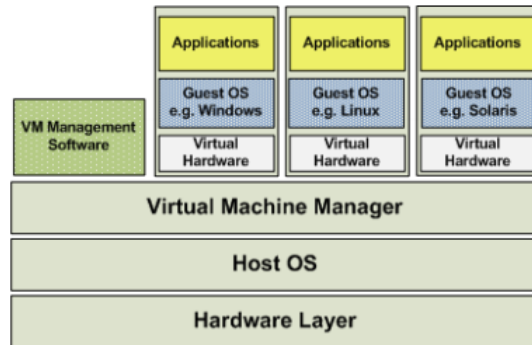 Applications
Applications
Applications
Guest OS
e.g. Windows
Guest OS
e.g. Linux
Guest OS
e.g. Solaris
VM Management
Software
Virtual
Hardware
Virtual
Hardware
Virtual
Hardware
Virtual Machine Manager
Host OS
Hardware Layer